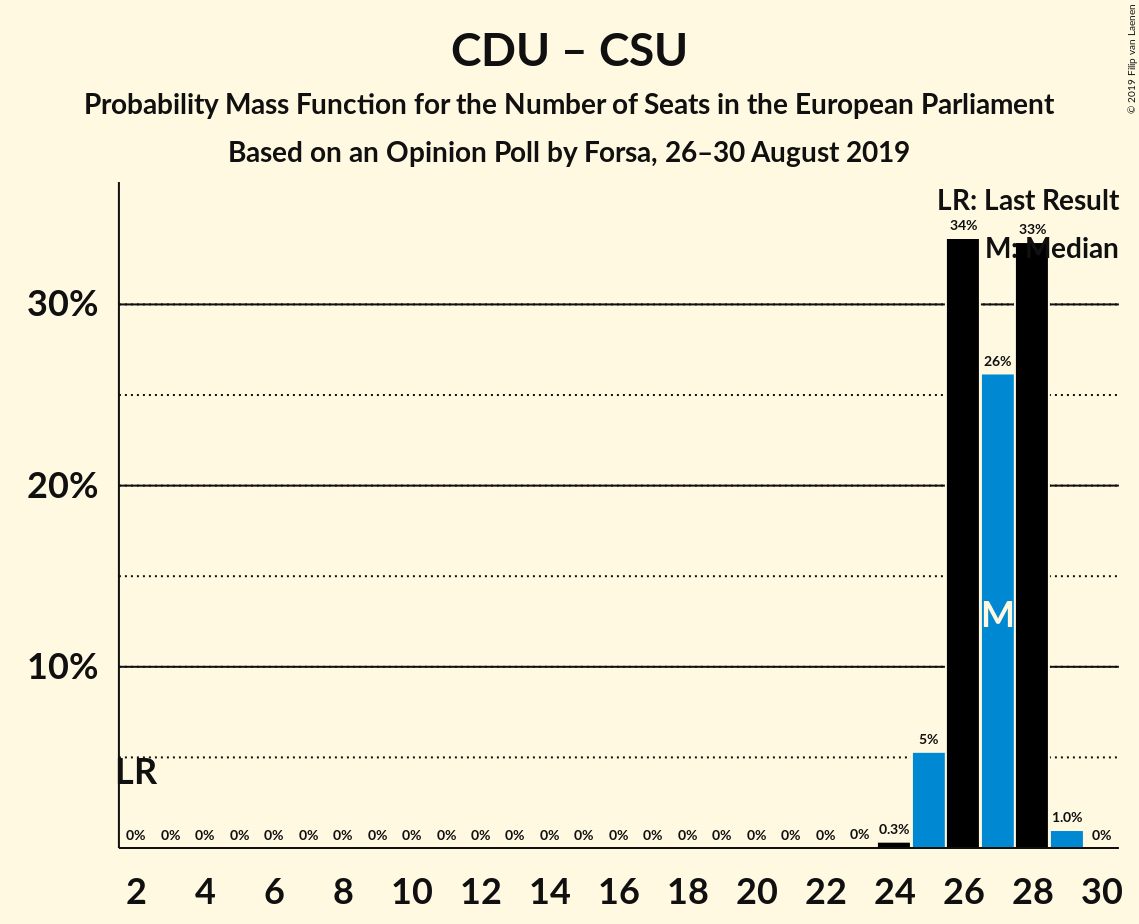 CDU – CSU
Probability Mass Function for the Number of Seats in the European Parliament
Based on an Opinion Poll by Forsa, 26–30 August 2019
© 2019 Filip van Laenen
LR: Last Result
M: Median
34%
33%
30%
26%
20%
M
10%
5%
LR
0% 0% 0% 0% 0% 0% 0% 0% 0% 0% 0% 0% 0% 0% 0% 0% 0% 0% 0% 0% 0% 0% 0.3% 1.0% 0%
2 4 6 8 10 12 14 16 18 20 22 24 26 28 30